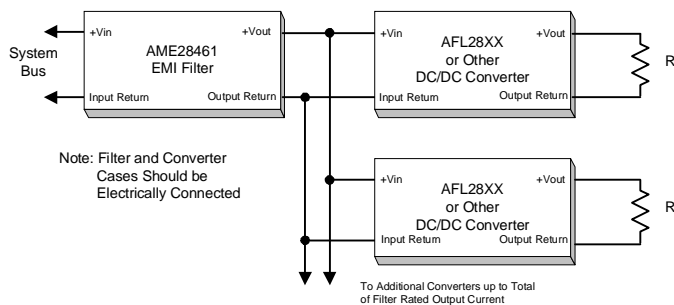 System
Bus
+Vin
AME28461
EMI Filter
+Vout
Input Return
Output Return
+Vin
AFL28XX
or Other
DC/DC Converter
+Vout
Input Return
Output Return
R
Note: Filter and Converter
Cases Should be
Electrically Connected
+Vin
AFL28XX
or Other
DC/DC Converter
+Vout
Input Return
Output Return
R
To Additional Converters up to Total
of Filter Rated Output Current